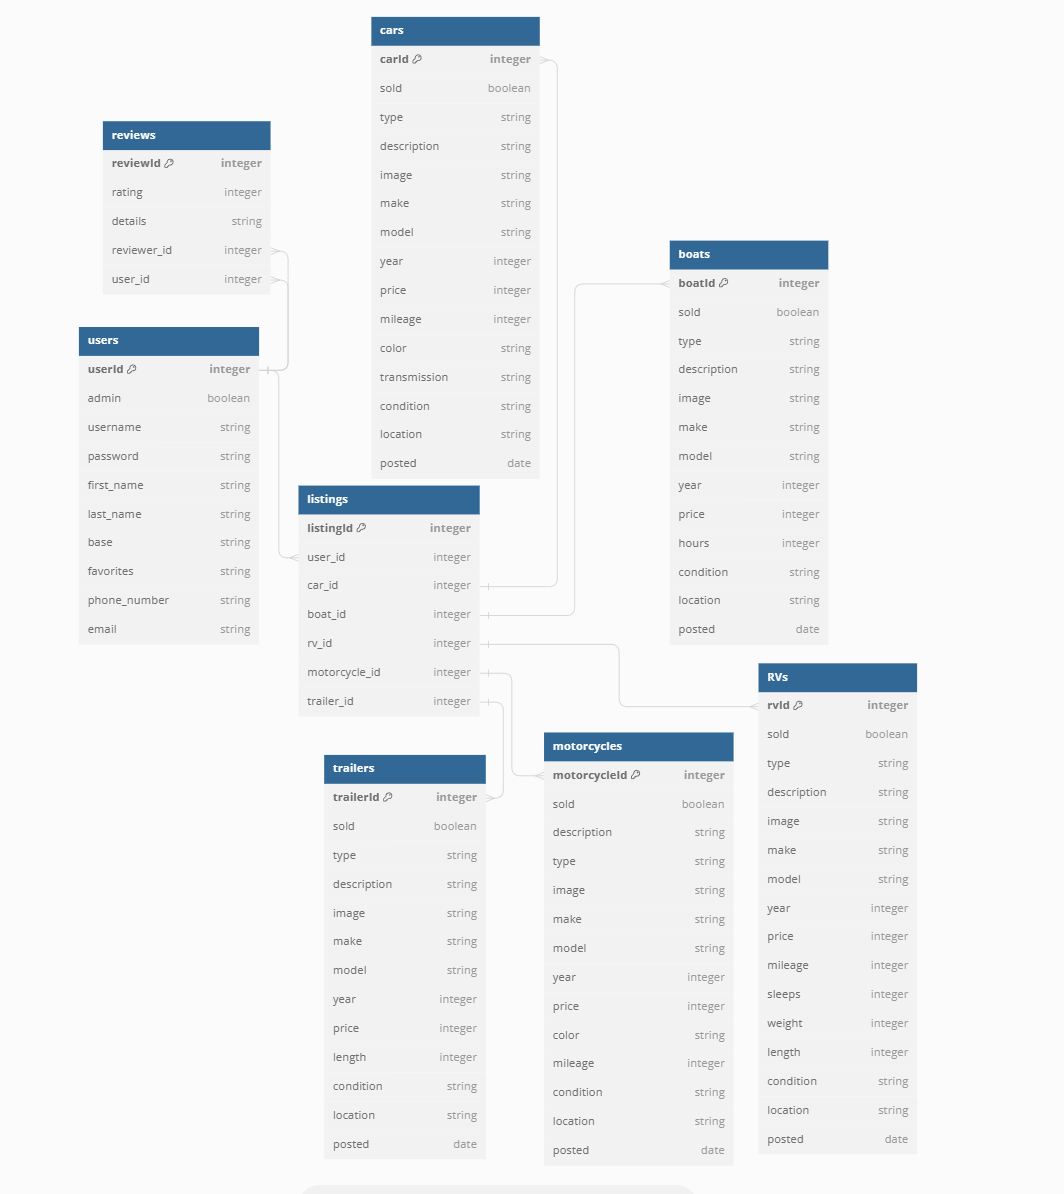 cars
carId integer
sold boolean
type string
description string
image string
make string
model string
year integer
price integer
mileage integer
color string
transmission string
condition string
location string
posted date
reviews
reviewId integer
rating integer
details string
reviewer_id integer
user_id integer
boats
boatId integer
sold boolean
type string
description string
image string
make string
model string
year integer
price integer
hours integer
condition string
location string
posted date
users
userId integer
admin boolean
username string
password string
first_name string
last_name string
base string
favorites string
phone_number string
email string
listings
listingId integer
user_id integer
car_id integer
boat_id integer
rv_id integer
motorcycle_id integer
trailer_id integer
RVs
rvId integer
sold boolean
type string
description string
image string
make string
model string
year integer
price integer
mileage integer
sleeps integer
weight integer
length integer
condition string
location string
posted date
motorcycles
motorcycleId integer
sold boolean
description string
type string
image string
make string
model string
year integer
price integer
color string
mileage integer
condition string
location string
posted date
trailers
trailerId integer
sold boolean
type string
description string
image string
make string
model string
year integer
price integer
length integer
condition string
location string
posted date